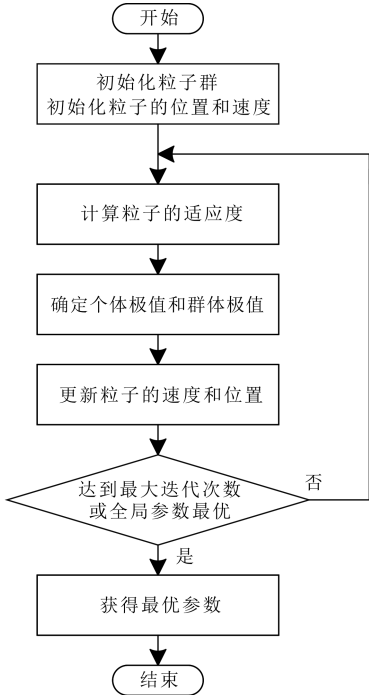 开始
初始化粒子群
初始化粒子的位置和速度
计算粒子的适应度
确定个体极值和群体极值
更新粒子的速度和位置
达到最大迭代次数
或全局参数最优
否
是
获得最优参数
结束